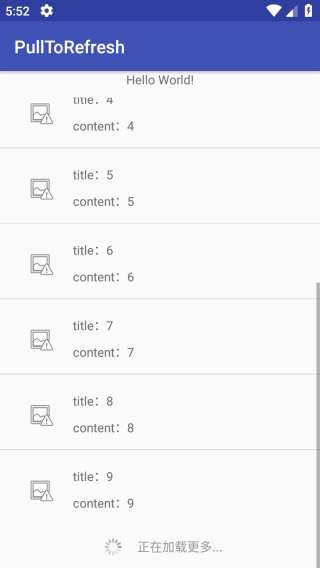 5:52
PullToRefresh
Hello World!
title：4
content：4
title：5
content：5
title：6
content：6
title：7
content：7
title：8
content：8
title：9
content：9
正在加载更多...